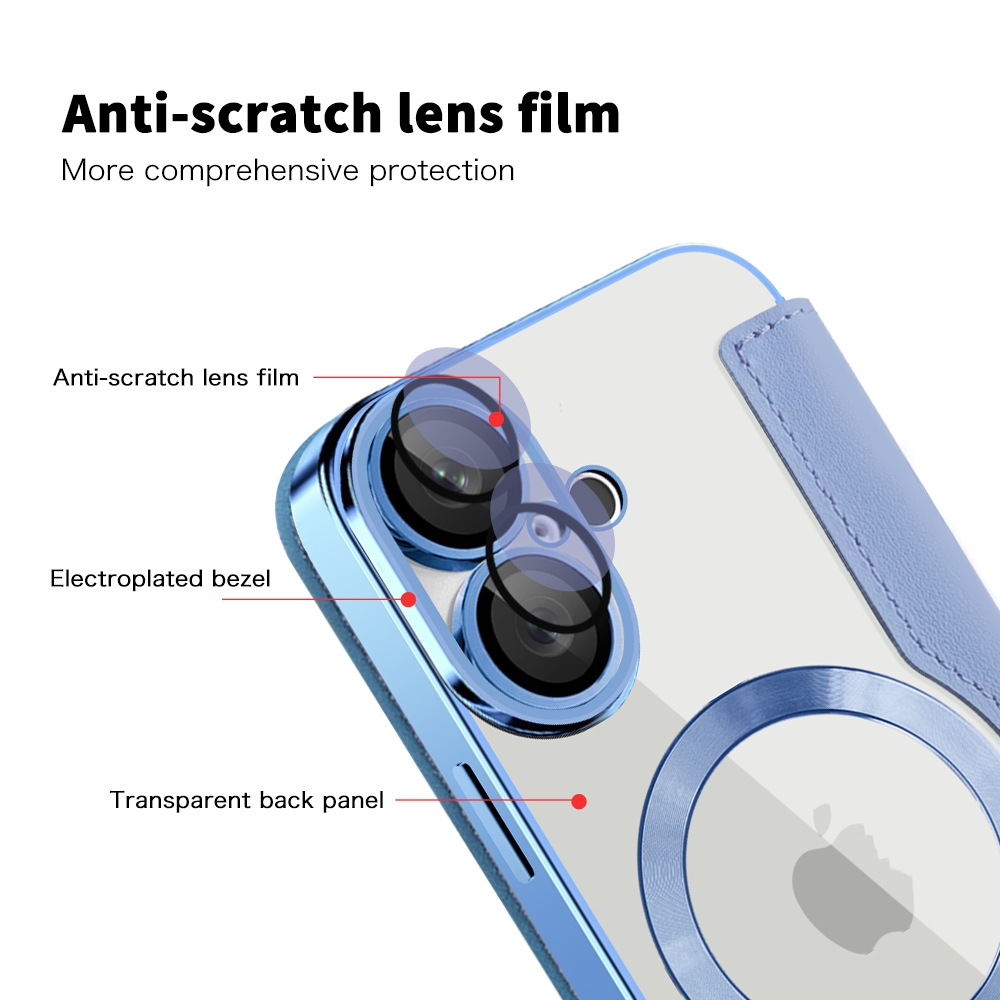 Anti-scratch lens film
More comprehensive protection
Anti-scratch lens film
Electroplated bezel
Transparent back panel